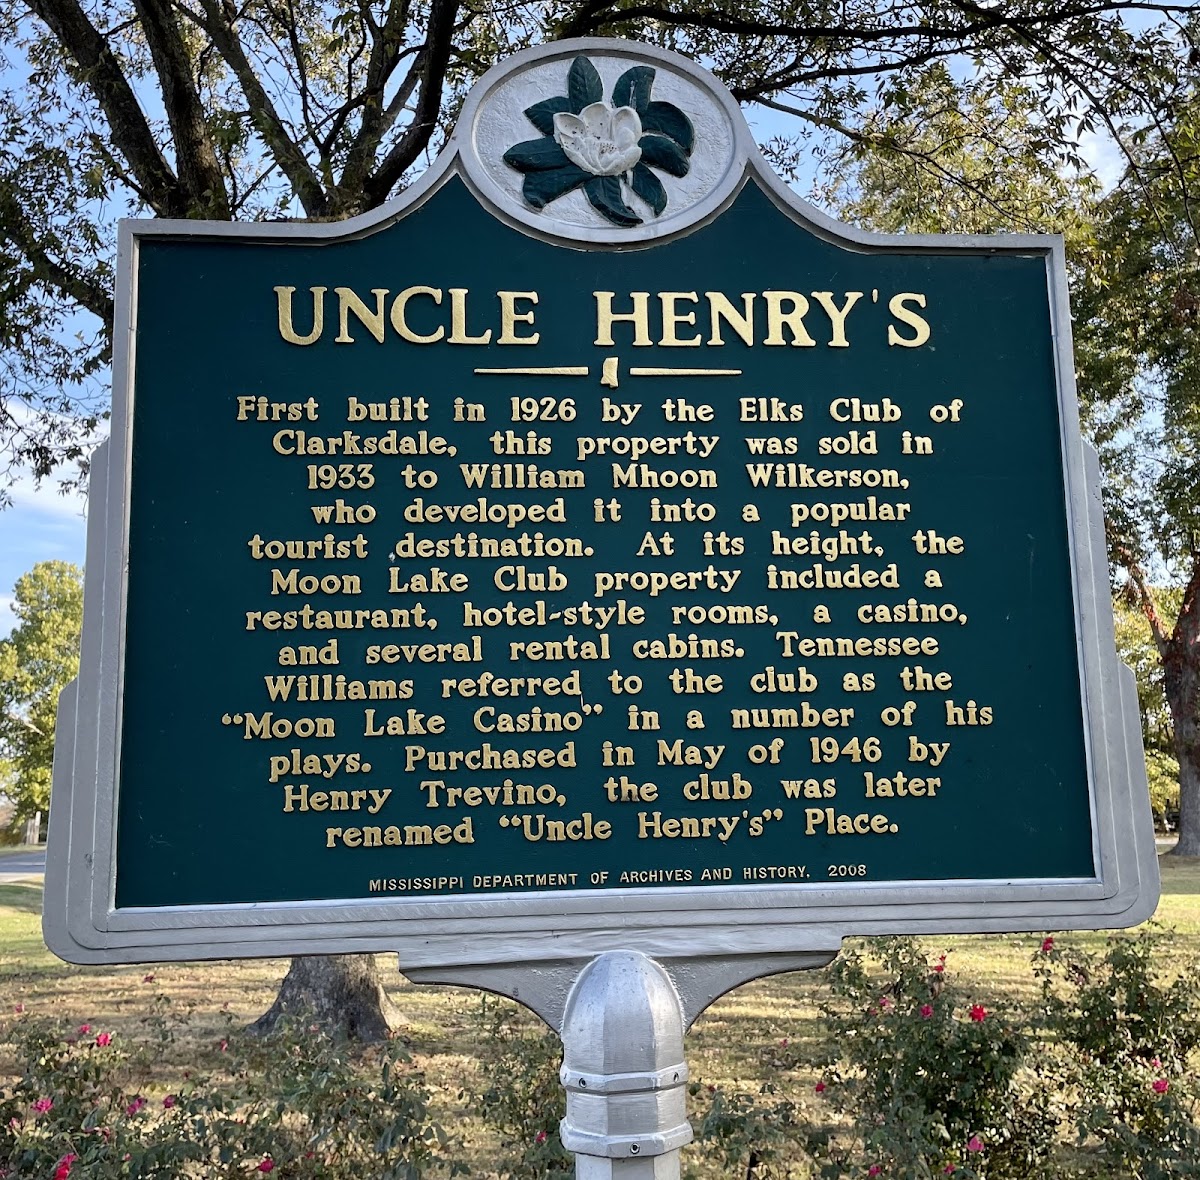 UNCLE HENRY'S
First built in 1926 by the Elks Club of
Clarksdale, this property was sold in
1933 to William Mhoon Wilkerson,
who developed it into a popular
tourist destination. At its height, the
Moon Lake Club property included a
restaurant, hotel-style rooms, a casino,
and several rental cabins. Tennessee
Williams referred to the club as the
“Moon Lake Casino” in a number of his
plays. Purchased in May of 1946 by
Henry Trevino, the club was later
renamed “Uncle Henry's” Place.
MISSISSIPPI DEPARTMENT OF ARCHIVES AND HISTORY. 2008